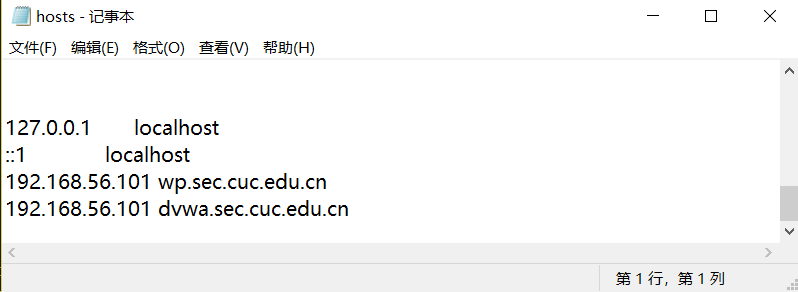 hosts - 记事本
文件(F) 编辑(E) 格式(O) 查看(V) 帮助(H)
127.0.0.1 localhost
::1 localhost
192.168.56.101 wp.sec.cuc.edu.cn
192.168.56.101 dvwa.sec.cuc.edu.cn
第 1 行，第 1 列